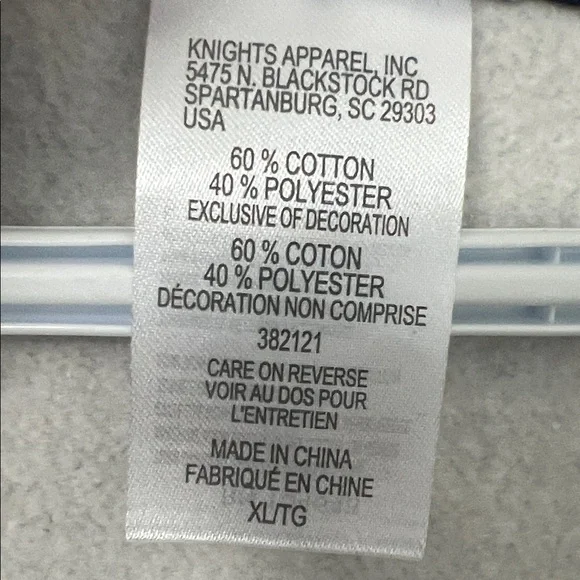 KNIGHTS APPAREL, INC
5475 N. BLACKSTOCK RD
SPARTANBURG, SC 29303
USA
60 % COTTON
40 % POLYESTER
EXCLUSIVE OF DECORATION
60 % COTON
40 % POLYESTER
DÉCORATION NON COMPRISE
382121
CARE ON REVERSE
VOIR AU DOS POUR
L'ENTRETIEN
MADE IN CHINA
FABRIQUÉ EN CHINE
XL/TG